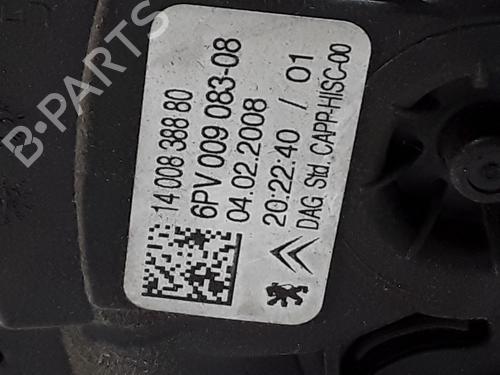 B-PARTS
14 008 388 80
6PV 009 083-08
04.02.2008
20:22:40 / 01
DAG Std. CAPP-HISC-00